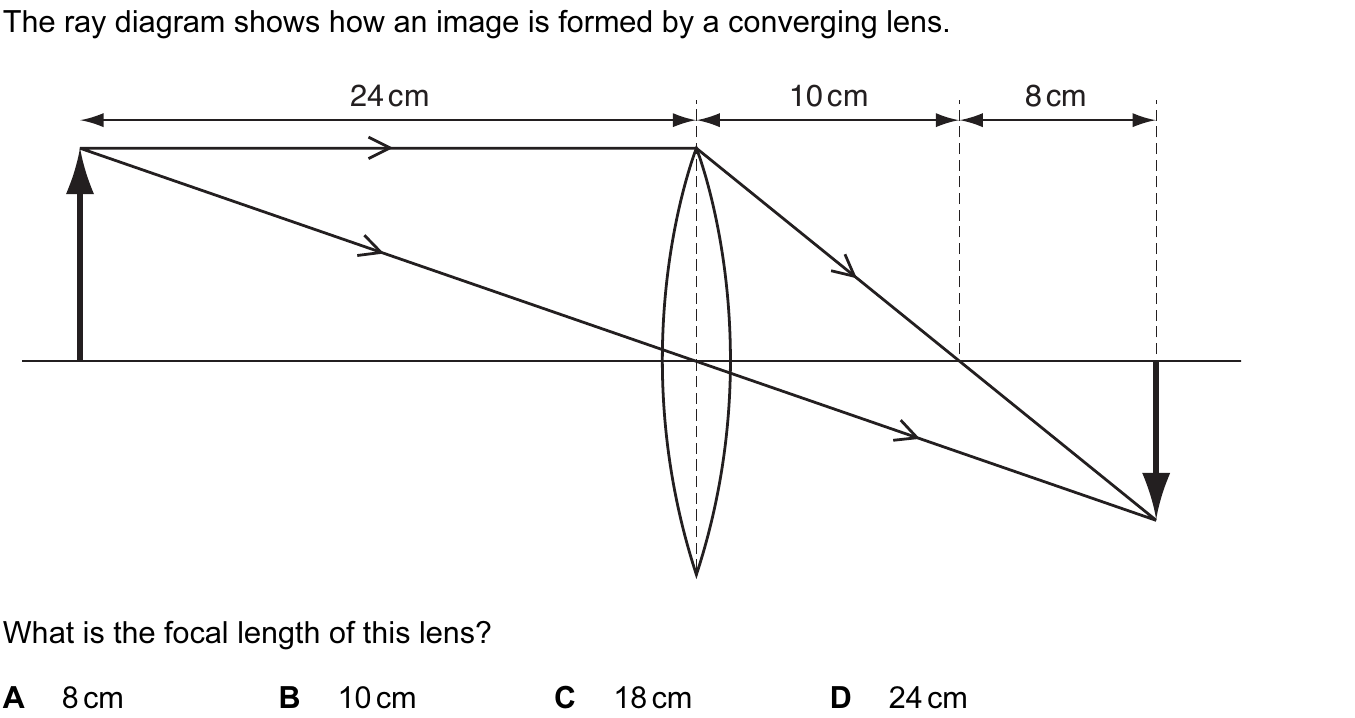 The ray diagram shows how an image is formed by a converging lens.
24 cm 10 cm 8 cm
What is the focal length of this lens?
A 8 cm B 10 cm C 18 cm D 24 cm